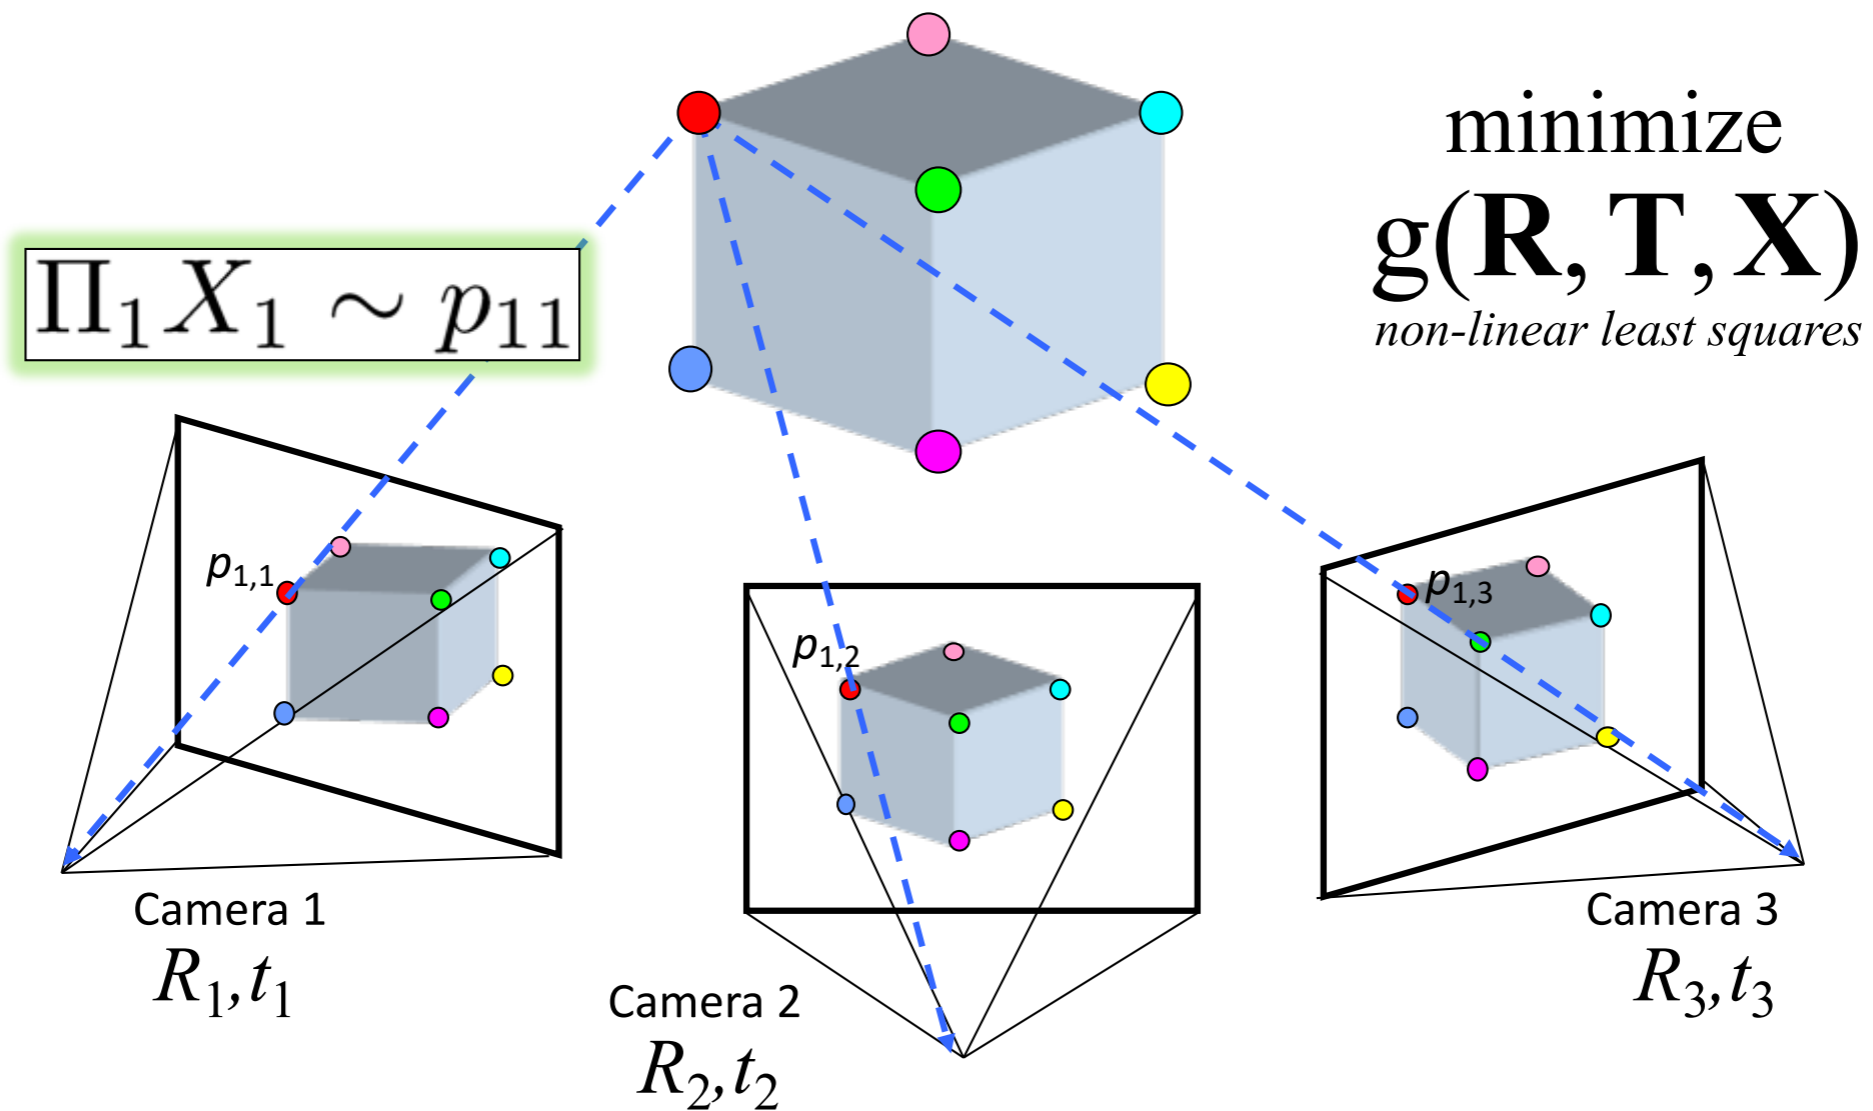 minimize
g(R, T, X)
non-linear least squares
Π₁X₁ ∼ p₁₁
p₁,₁
p₁,₂
p₁,₃
Camera 1
R₁,t₁
Camera 2
R₂,t₂
Camera 3
R₃,t₃